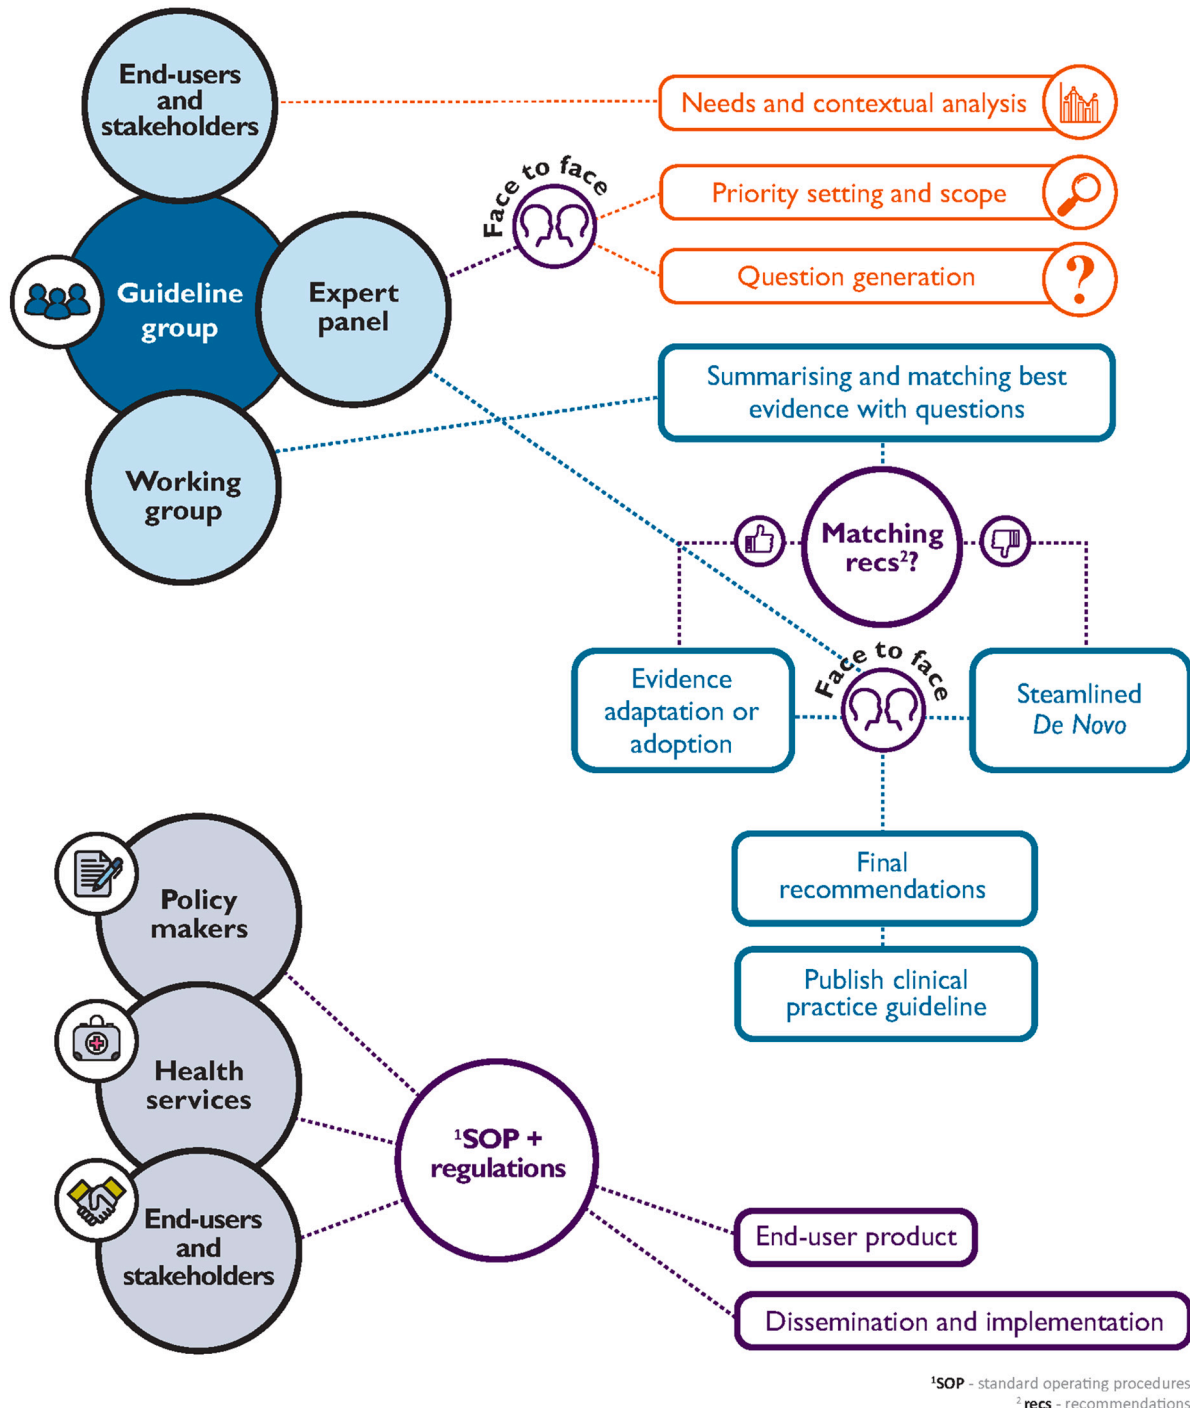 End-users
and
stakeholders
Needs and contextual analysis
Face to face
Priority setting and scope
Guideline
group
Expert
panel
Question generation
?
Summarising and matching best
evidence with questions
Working
group
Matching
recs²?
Face to face
Evidence
adaptation or
adoption
Steamlined
De Novo
Final
recommendations
Publish clinical
practice guideline
Policy
makers
Health
services
¹SOP +
regulations
End-users
and
stakeholders
End-user product
Dissemination and implementation
¹SOP - standard operating procedures
² recs - recommendations